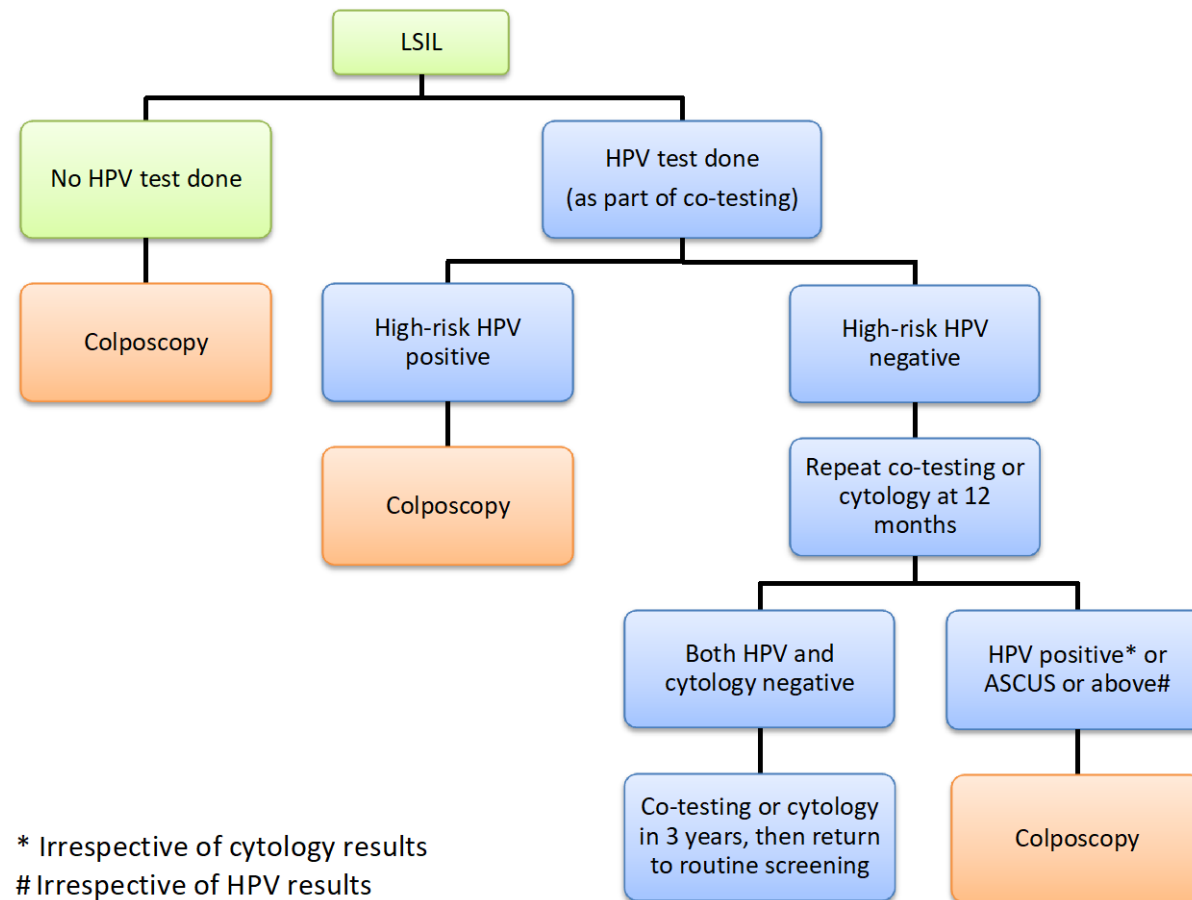 LSIL
No HPV test done
HPV test done
(as part of co-testing)
Colposcopy
High-risk HPV
positive
High-risk HPV
negative
Colposcopy
Repeat co-testing or
cytology at 12
months
Both HPV and
cytology negative
HPV positive* or
ASCUS or above#
Co-testing or cytology
in 3 years, then return
to routine screening
Colposcopy
* Irrespective of cytology results
# Irrespective of HPV results